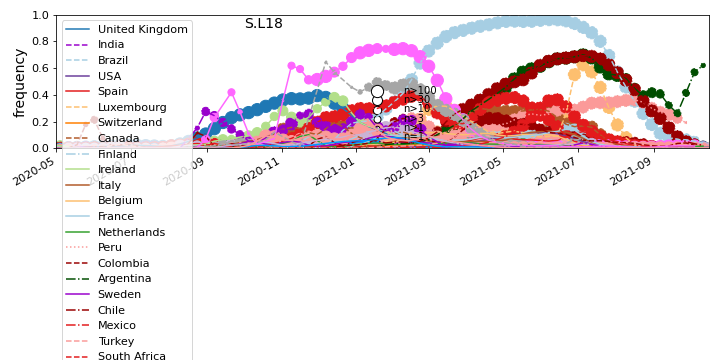 S.L18
frequency
1.0
0.8
0.6
0.4
0.2
0.0
2020-05
2020-09
2020-11
2021-01
2021-03
2021-05
2021-07
2021-09
United Kingdom
India
Brazil
USA
Spain
Luxembourg
Switzerland
Canada
Finland
Ireland
Italy
Belgium
France
Netherlands
Peru
Colombia
Argentina
Sweden
Chile
Mexico
Turkey
South Africa
n>100
n>30
n>10
n>3
n>1